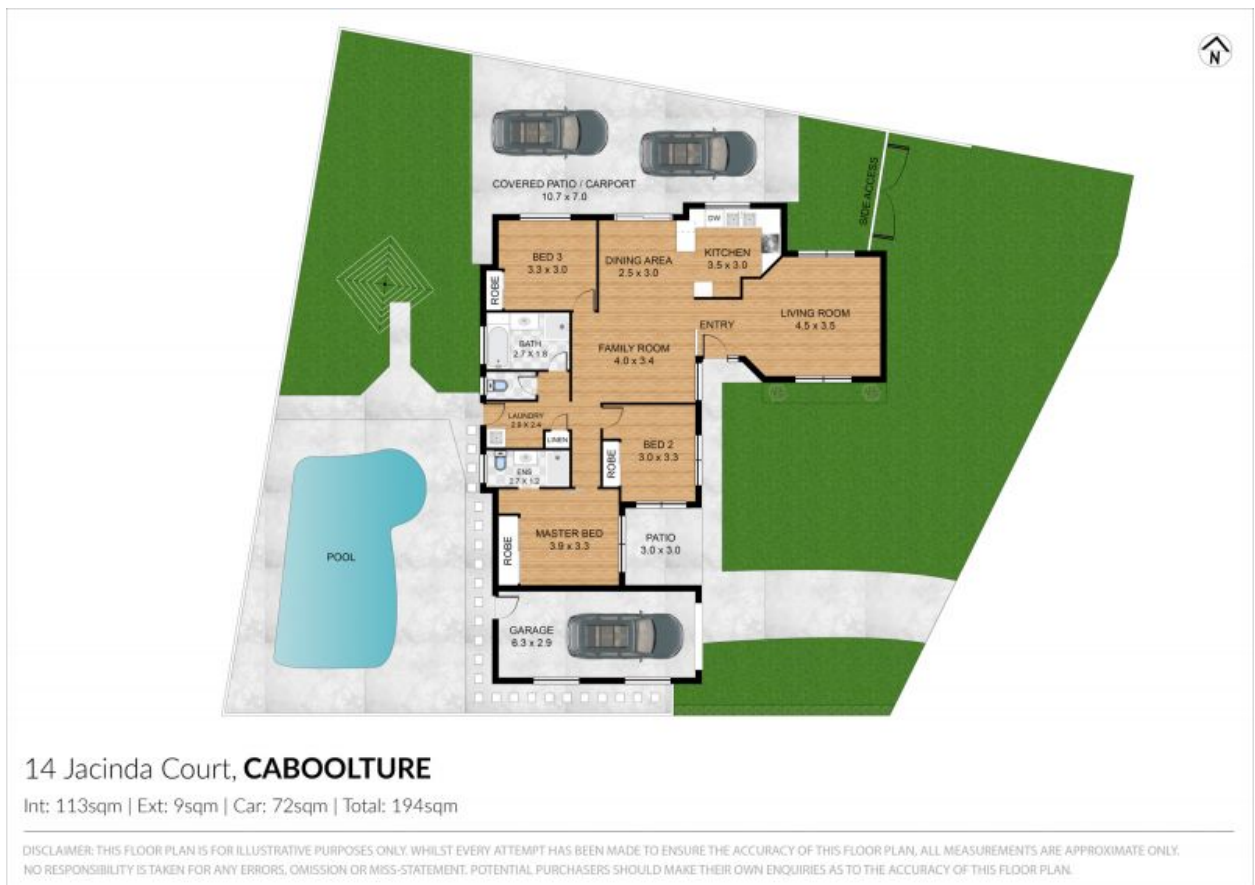 N
COVERED PATIO / CARPORT
10.7 x 7.0
SIDE ACCESS
DW
BED 3
3.3 x 3.0
DINING AREA
2.5 x 3.0
KITCHEN
3.5 x 3.0
ROBE
LIVING ROOM
4.5 x 3.5
ENTRY
BATH
2.7 X 1.8
FAMILY ROOM
4.0 x 3.4
LAUNDRY
2.9 x 2.4
LINEN
BED 2
3.0 x 3.3
ROBE
ENS
2.7 X 1.2
MASTER BED
3.9 x 3.3
ROBE
PATIO
3.0 x 3.0
POOL
GARAGE
6.3 x 2.9
14 Jacinda Court, CABOOLTURE
Int: 113sqm | Ext: 9sqm | Car: 72sqm | Total: 194sqm
DISCLAIMER: THIS FLOOR PLAN IS FOR ILLUSTRATIVE PURPOSES ONLY. WHILST EVERY ATTEMPT HAS BEEN MADE TO ENSURE THE ACCURACY OF THIS FLOOR PLAN, ALL MEASUREMENTS ARE APPROXIMATE ONLY.
NO RESPONSIBILITY IS TAKEN FOR ANY ERRORS, OMISSION OR MISS-STATEMENT. POTENTIAL PURCHASERS SHOULD MAKE THEIR OWN ENQUIRIES AS TO THE ACCURACY OF THIS FLOOR PLAN.